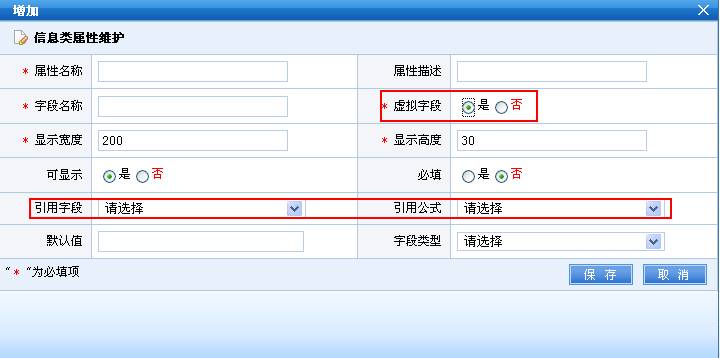 增加
信息类属性维护
* 属性名称 属性描述
* 字段名称 * 虚拟字段 是 否
* 显示宽度 200 * 显示高度 30
可显示 是 否 必填 是 否
引用字段 请选择 引用公式 请选择
默认值 字段类型 请选择
“ * “为必填项 保 存 取 消